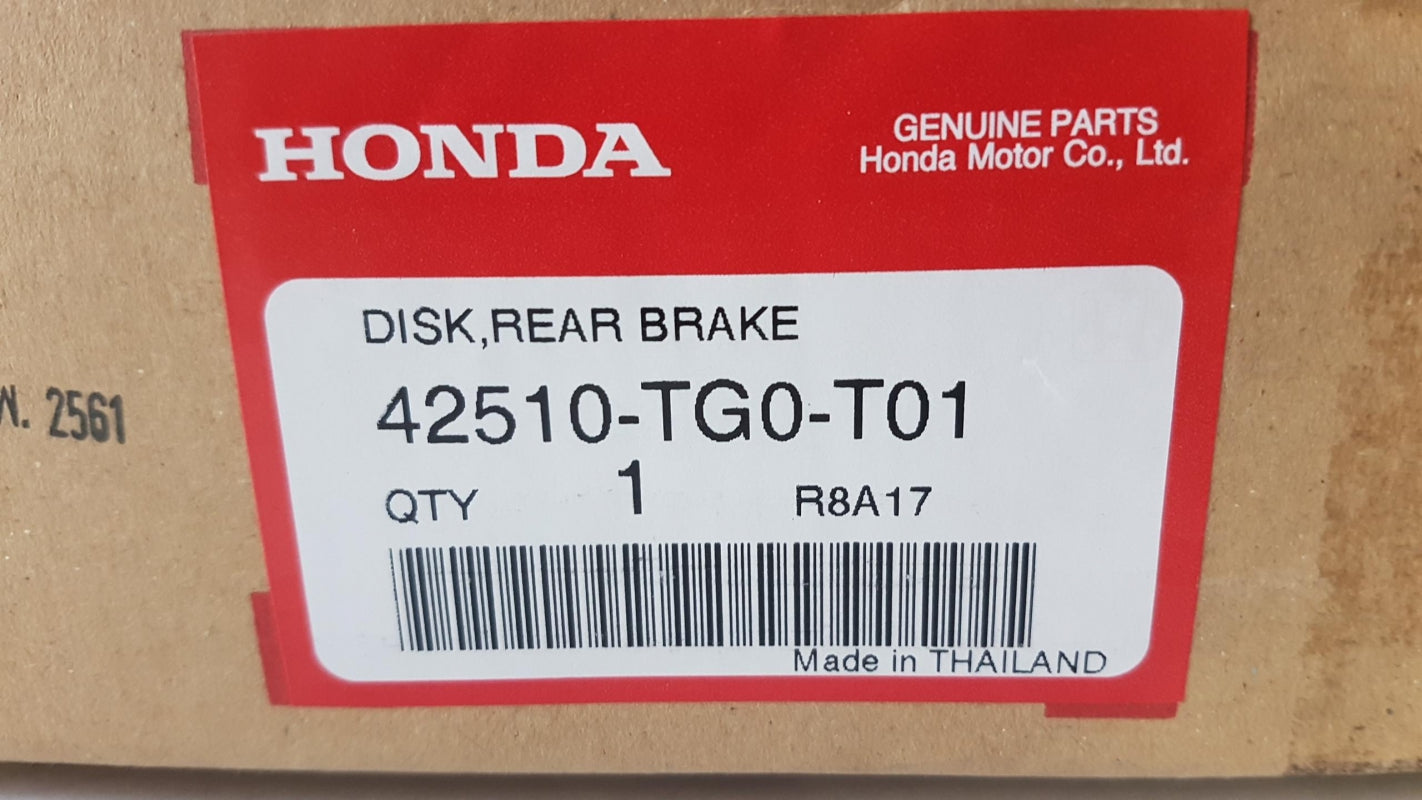 HONDA
GENUINE PARTS
Honda Motor Co., Ltd.
DISK,REAR BRAKE
42510-TG0-T01
QTY 1 R8A17
Made in THAILAND
2561